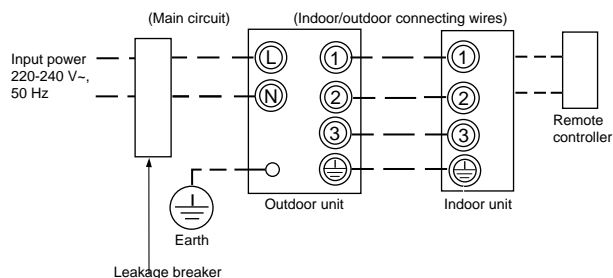 (Main circuit)
(Indoor/outdoor connecting wires)
Input power
220-240 V~,
50 Hz
L
N
1
2
3
1
2
3
Remote
controller
Outdoor unit
Indoor unit
Earth
Leakage breaker